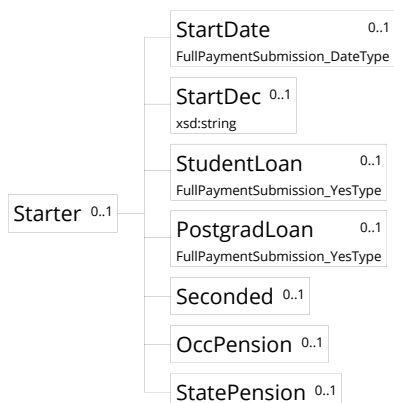 StartDate 0..1
FullPaymentSubmission_DateType
StartDec 0..1
xsd:string
StudentLoan 0..1
FullPaymentSubmission_YesType
Starter 0..1
PostgradLoan 0..1
FullPaymentSubmission_YesType
Seconded 0..1
OccPension 0..1
StatePension 0..1